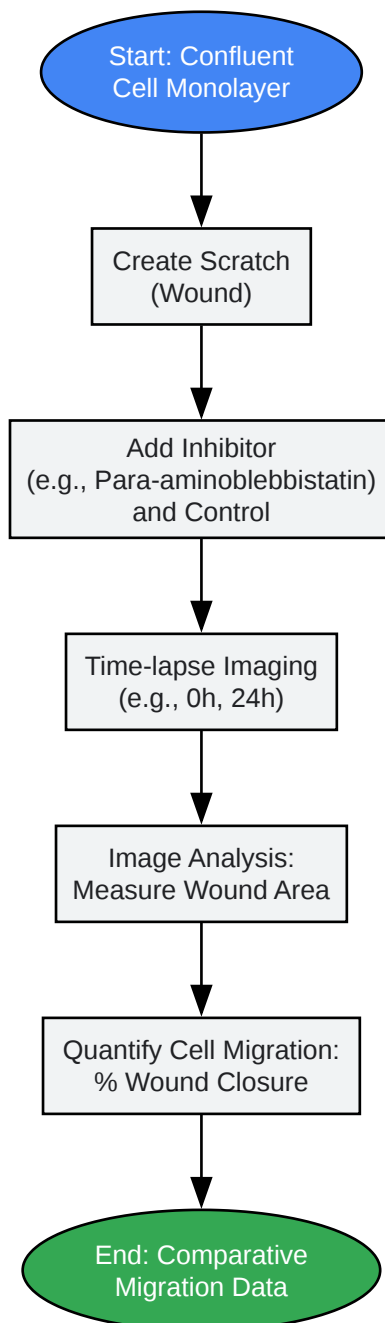 Start: Confluent
Cell Monolayer
Create Scratch
(Wound)
Add Inhibitor
(e.g., Para-aminoblebbistatin)
and Control
Time-lapse Imaging
(e.g., 0h, 24h)
Image Analysis:
Measure Wound Area
Quantify Cell Migration:
% Wound Closure
End: Comparative
Migration Data